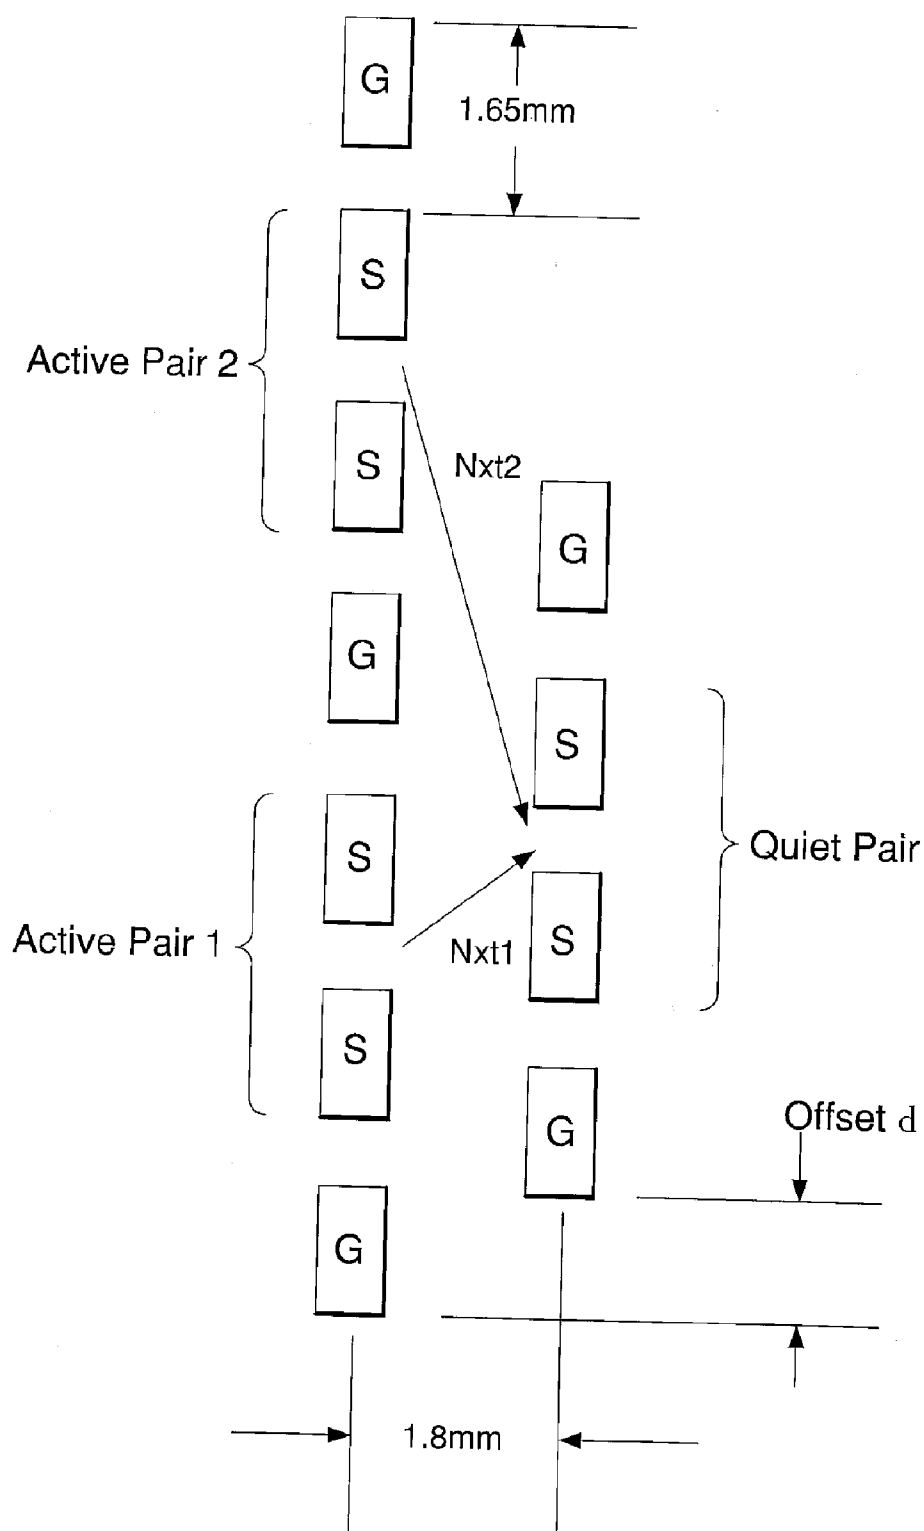 G
1.65mm
S
Active Pair 2
S
Nxt2
G
G
S
Quiet Pair
S
Active Pair 1
Nxt1
S
S
Offset d
G
G
1.8mm